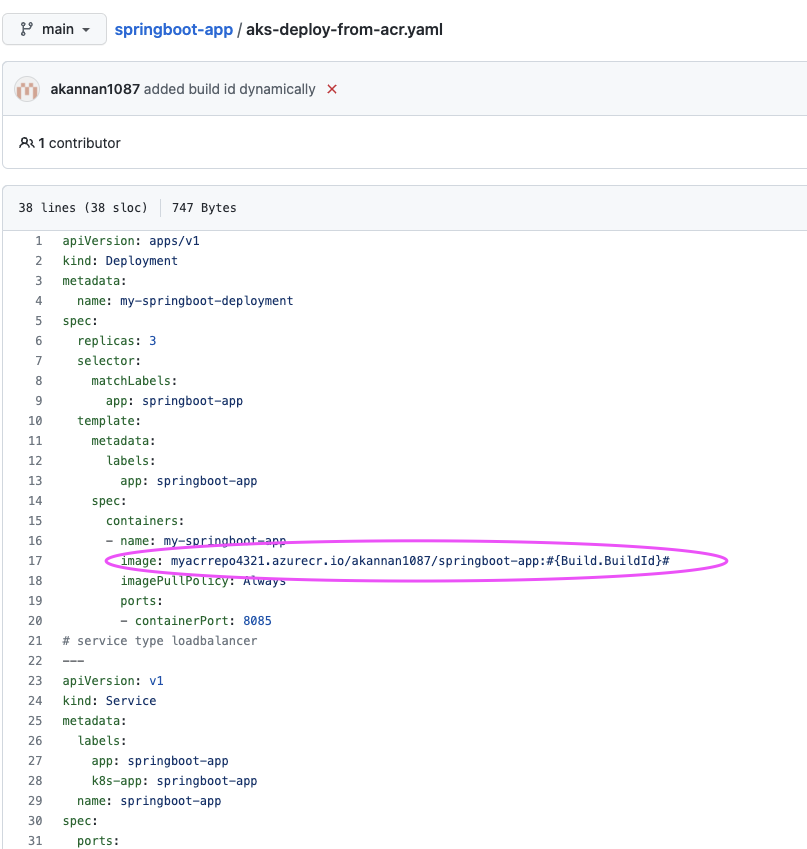 main
springboot-app / aks-deploy-from-acr.yaml
akannan1087 added build id dynamically
1 contributor
38 lines (38 sloc) 747 Bytes
1 apiVersion: apps/v1
2 kind: Deployment
3 metadata:
4   name: my-springboot-deployment
5 spec:
6   replicas: 3
7   selector:
8     matchLabels:
9       app: springboot-app
10   template:
11     metadata:
12       labels:
13         app: springboot-app
14     spec:
15       containers:
16       - name: my-springboot-app
17         image: myacrrepo4321.azurecr.io/akannan1087/springboot-app:#{Build.BuildId}#
18         imagePullPolicy: Always
19         ports:
20         - containerPort: 8085
21 # service type loadbalancer
22 ---
23 apiVersion: v1
24 kind: Service
25 metadata:
26   labels:
27     app: springboot-app
28     k8s-app: springboot-app
29   name: springboot-app
30 spec:
31   ports: